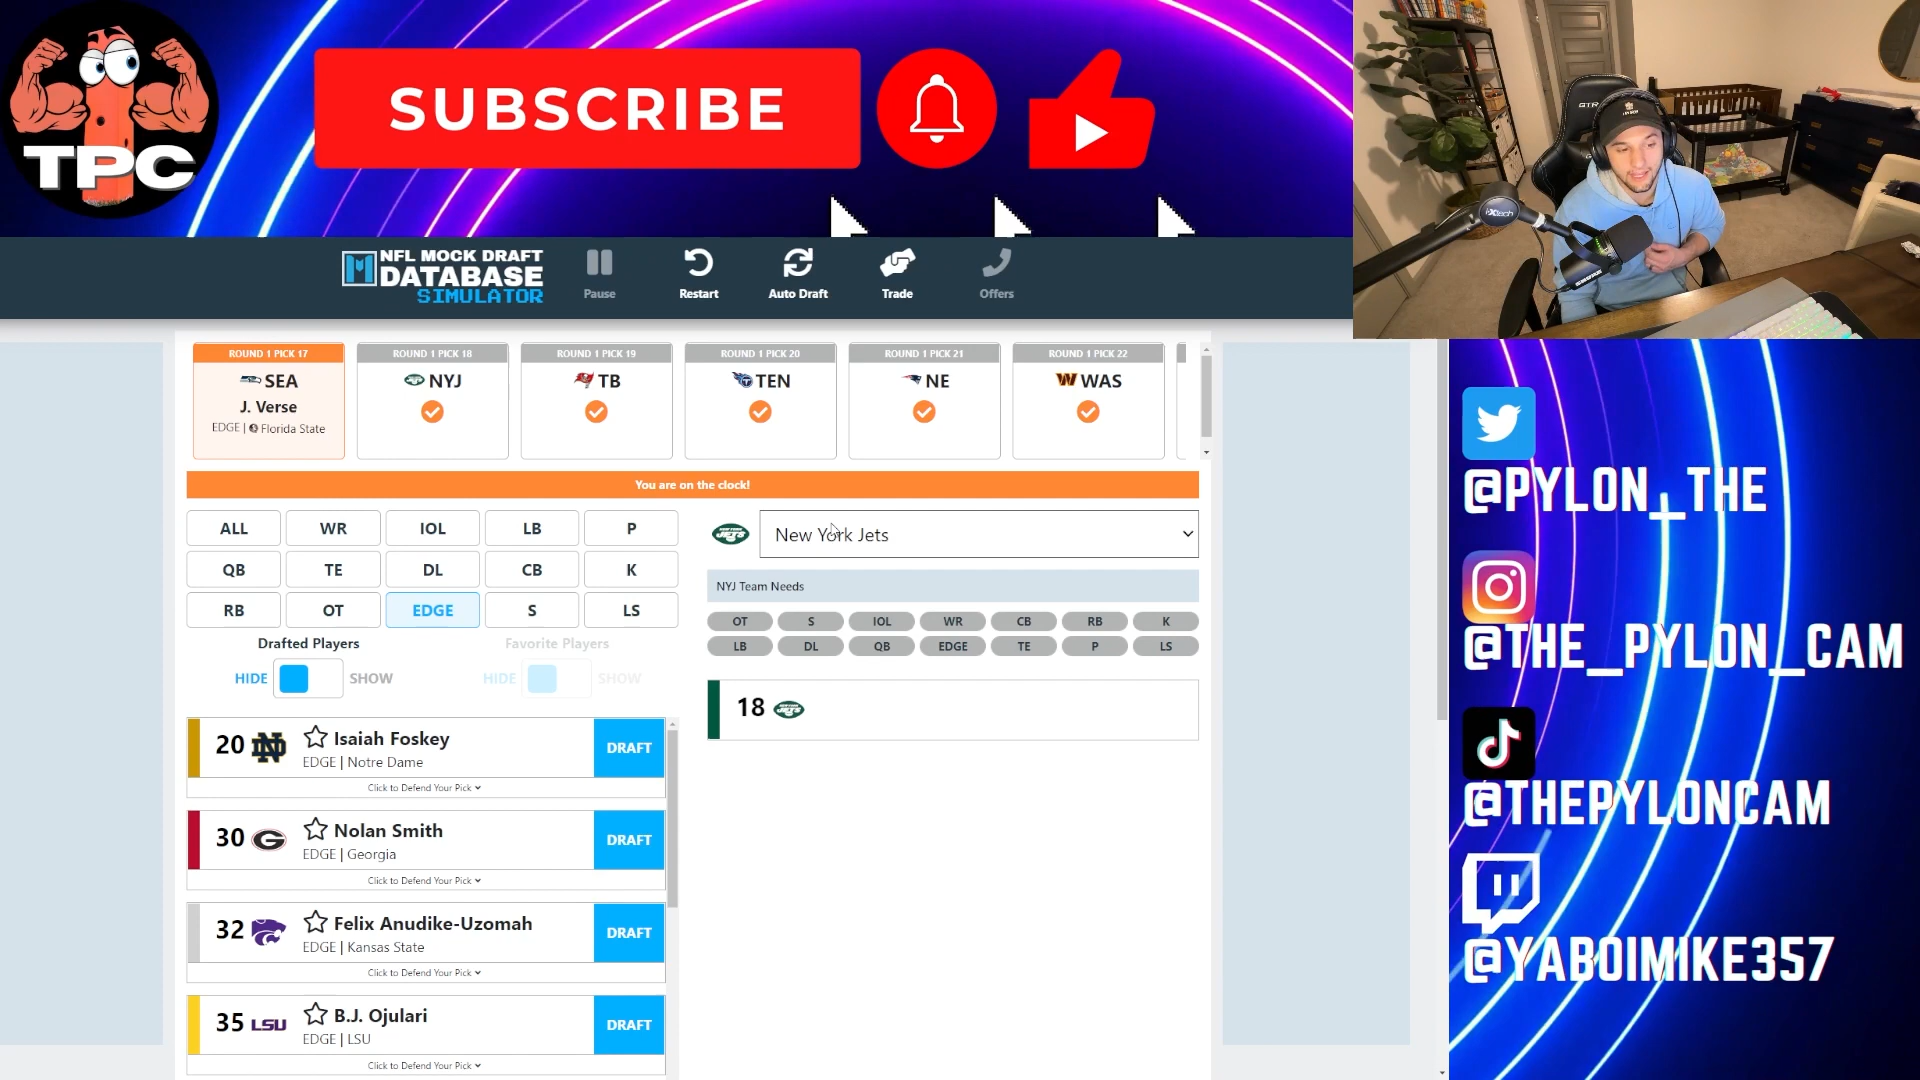 TPC
SUBSCRIBE
NFL MOCK DRAFT
DATABASE
SIMULATOR
Pause
Restart
Auto Draft
Trade
Offers
ROUND 1 PICK 17
SEA
J. Verse
EDGE | Florida State
ROUND 1 PICK 18
NYJ
ROUND 1 PICK 19
TB
ROUND 1 PICK 20
TEN
ROUND 1 PICK 21
NE
ROUND 1 PICK 22
WAS
You are on the clock!
ALL WR IOL LB P
QB TE DL CB K
RB OT EDGE S LS
Drafted Players
HIDE SHOW
Favorite Players
HIDE SHOW
20 ND Isaiah Foskey
EDGE | Notre Dame
DRAFT
Click to Defend Your Pick
30 G Nolan Smith
EDGE | Georgia
DRAFT
Click to Defend Your Pick
32 Felix Anudike-Uzomah
EDGE | Kansas State
DRAFT
Click to Defend Your Pick
35 LSU B.J. Ojulari
EDGE | LSU
DRAFT
Click to Defend Your Pick
JETS New York Jets
NYJ Team Needs
OT S IOL WR CB RB K
LB DL QB EDGE TE P LS
18 JETS
@PYLON_THE
@THE_PYLON_CAM
@THEPYLONCAM
@YABOIMIKE357